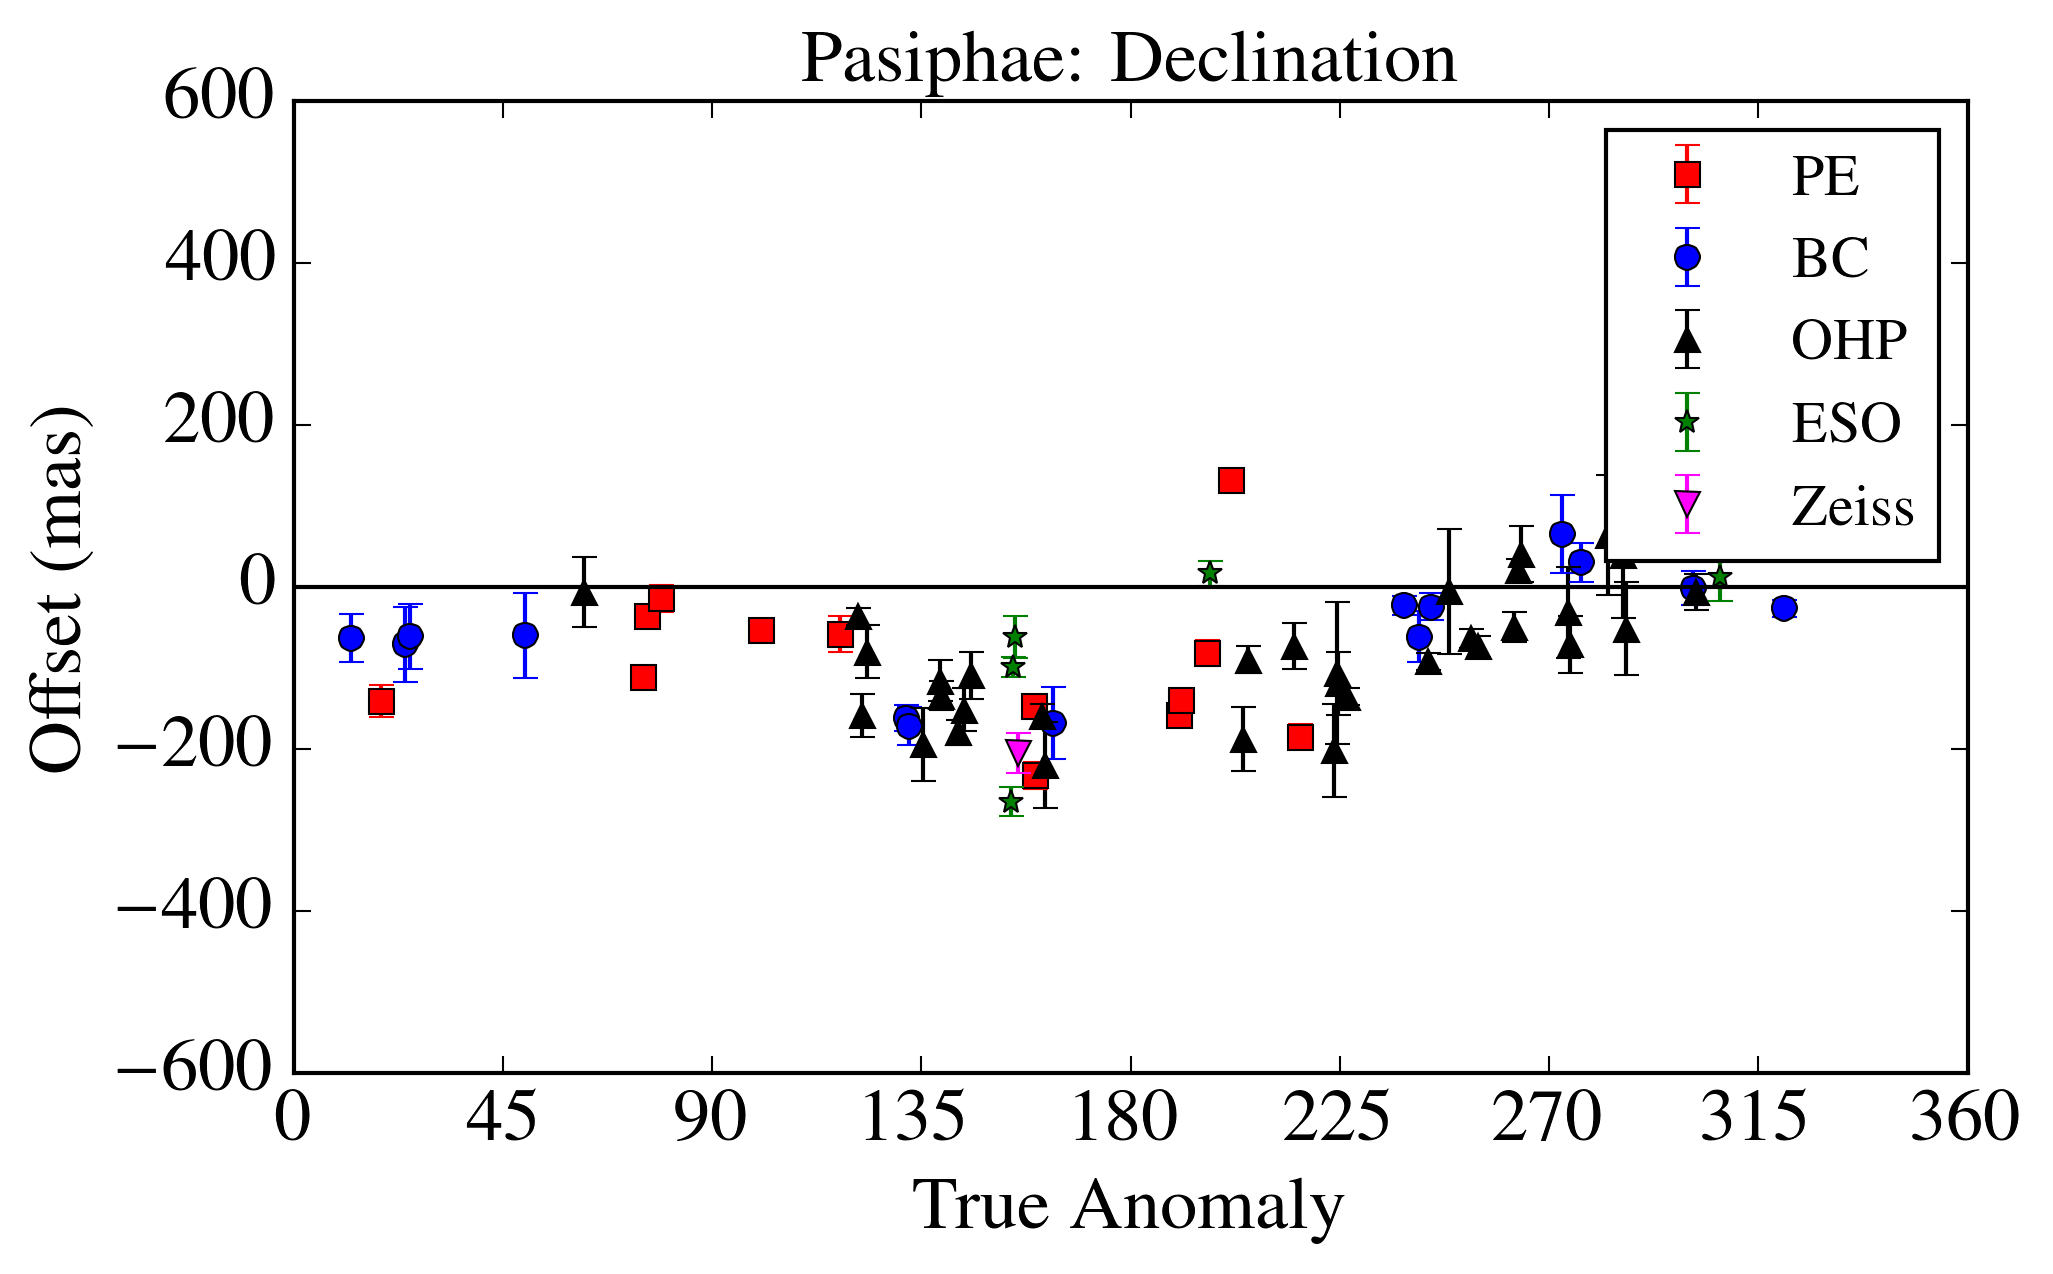 Pasiphae: Declination
600
400
200
0
−200
−400
−600
Offset (mas)
PE
BC
OHP
ESO
Zeiss
0 45 90 135 180 225 270 315 360
True Anomaly